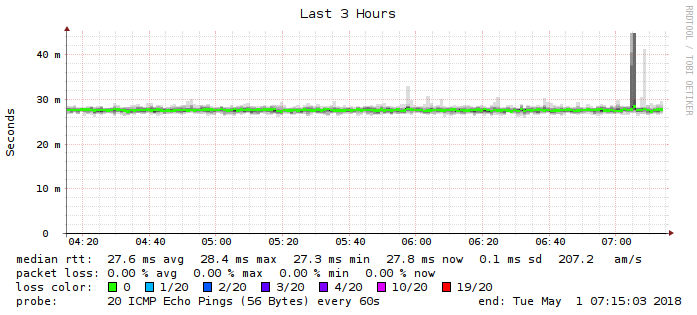 Last 3 Hours
RRDTOOL / TOBI OETIKER
Seconds
40 m
30 m
20 m
10 m
0
04:20 04:40 05:00 05:20 05:40 06:00 06:20 06:40 07:00
median rtt: 27.6 ms avg 28.4 ms max 27.3 ms min 27.8 ms now 0.1 ms sd 207.2 am/s
packet loss: 0.00 % avg 0.00 % max 0.00 % min 0.00 % now
loss color: 0 1/20 2/20 3/20 4/20 10/20 19/20
probe: 20 ICMP Echo Pings (56 Bytes) every 60s end: Tue May 1 07:15:03 2018